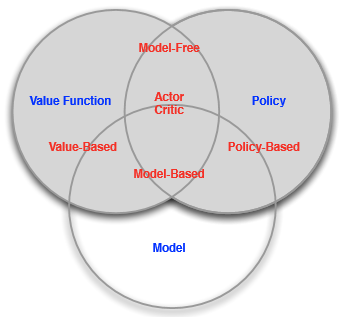 Model-Free
Value Function
Actor
Critic
Policy
Value-Based
Policy-Based
Model-Based
Model